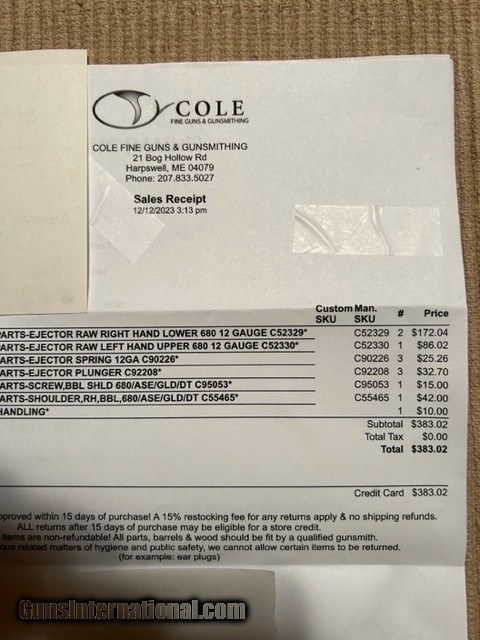 COLE
FINE GUNS & GUNSMITHING
COLE FINE GUNS & GUNSMITHING
21 Bog Hollow Rd
Harpswell, ME 04079
Phone: 207.833.5027
Sales Receipt
12/12/2023 3:13 pm
Custom SKU Man. SKU # Price
PARTS-EJECTOR RAW RIGHT HAND LOWER 680 12 GAUGE C52329* C52329 2 $172.04
PARTS-EJECTOR RAW LEFT HAND UPPER 680 12 GAUGE C52330* C52330 1 $86.02
PARTS-EJECTOR SPRING 12GA C90226* C90226 3 $25.26
PARTS-EJECTOR PLUNGER C92208* C92208 3 $32.70
PARTS-SCREW,BBL SHLD 680/ASE/GLD/DT C95053* C95053 1 $15.00
PARTS-SHOULDER,RH,BBL,680/ASE/GLD/DT C55465* C55465 1 $42.00
HANDLING* 1 $10.00
Subtotal $383.02
Total Tax $0.00
Total $383.02
Credit Card $383.02
within 15 days of purchase! A 15% restocking fee for any returns apply & no shipping refunds.
ALL returns after 15 days of purchase may be eligible for a store credit.
items are non-refundable! All parts, barrels & wood should be fit by a qualified gunsmith.
related matters of hygiene and public safety, we cannot allow certain items to be returned.
(for example: ear plugs)
GunsInternational.com